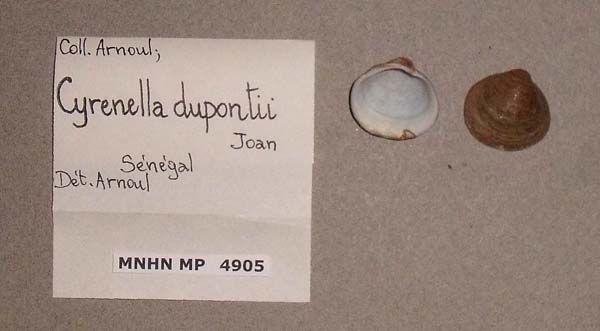 Coll. Arnoul;
Cyrenella dupontii
Joan
Sénégal
Dét. Arnoul
MNHN MP 4905